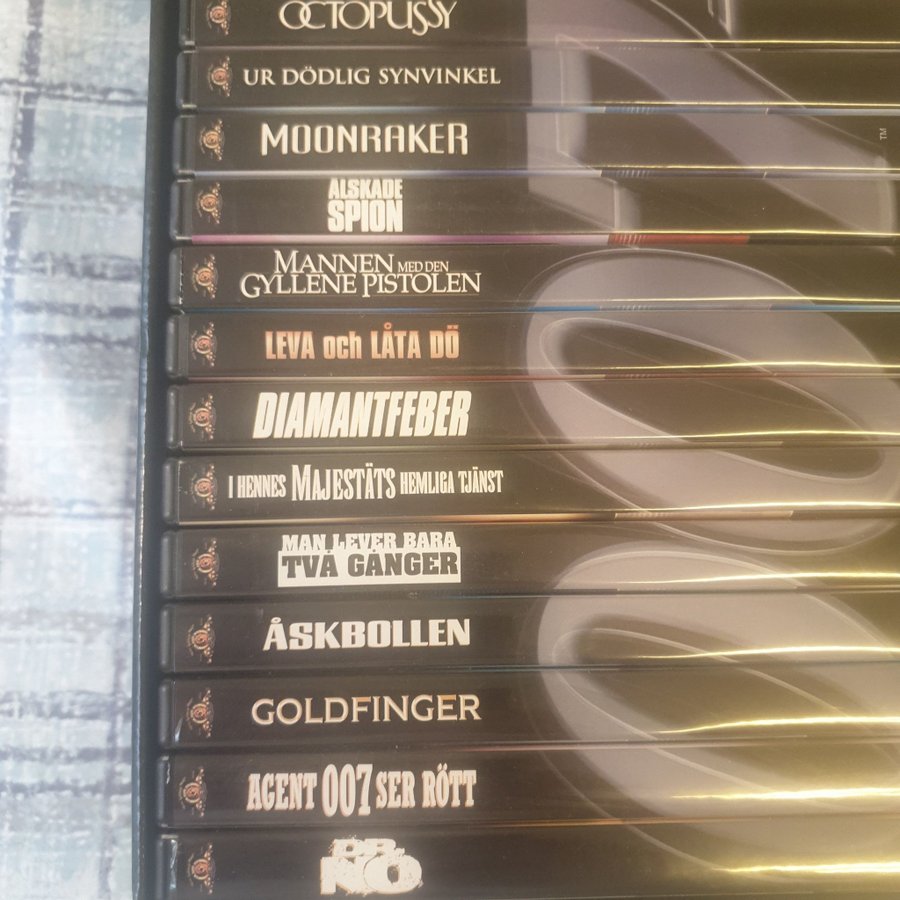 OCTOPUSSY
UR DÖDLIG SYNVINKEL
MOONRAKER
TM
ÄLSKADE
SPION
MANNEN MED DEN
GYLLENE PISTOLEN
LEVA och LÅTA DÖ
DIAMANTFEBER
I HENNES MAJESTÄTS HEMLIGA TJÄNST
MAN LEVER BARA
TVÅ GÅNGER
ÅSKBOLLEN
GOLDFINGER
AGENT 007 SER RÖTT
DR.
NO